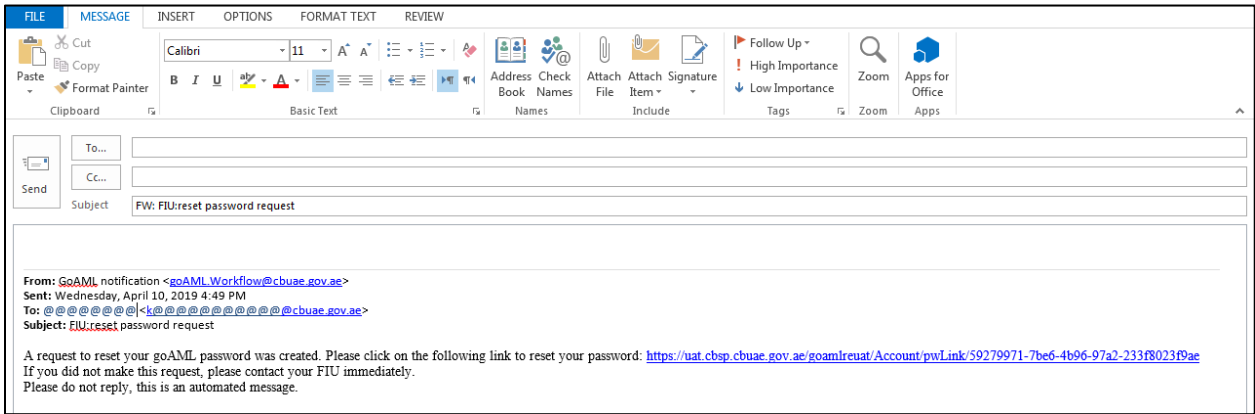 FILE MESSAGE INSERT OPTIONS FORMAT TEXT REVIEW
Paste
Cut
Copy
Format Painter
Clipboard
Calibri 11
B I U
Basic Text
Address Book
Check Names
Names
Attach File
Attach Item
Signature
Include
Follow Up
High Importance
Low Importance
Tags
Zoom
Zoom
Apps for Office
Apps
Send
To...
Cc...
Subject FW: FIU:reset password request
From: GoAML notification <goAML.Workflow@cbuae.gov.ae>
Sent: Wednesday, April 10, 2019 4:49 PM
To: @@@@@@@@ <k@@@@@@@@@@@@cbuae.gov.ae>
Subject: FIU:reset password request
A request to reset your goAML password was created. Please click on the following link to reset your password: https://uat.cbsp.cbuae.gov.ae/goamlreuat/Account/pwLink/59279971-7be6-4b96-97a2-233f8023f9ae
If you did not make this request, please contact your FIU immediately.
Please do not reply, this is an automated message.